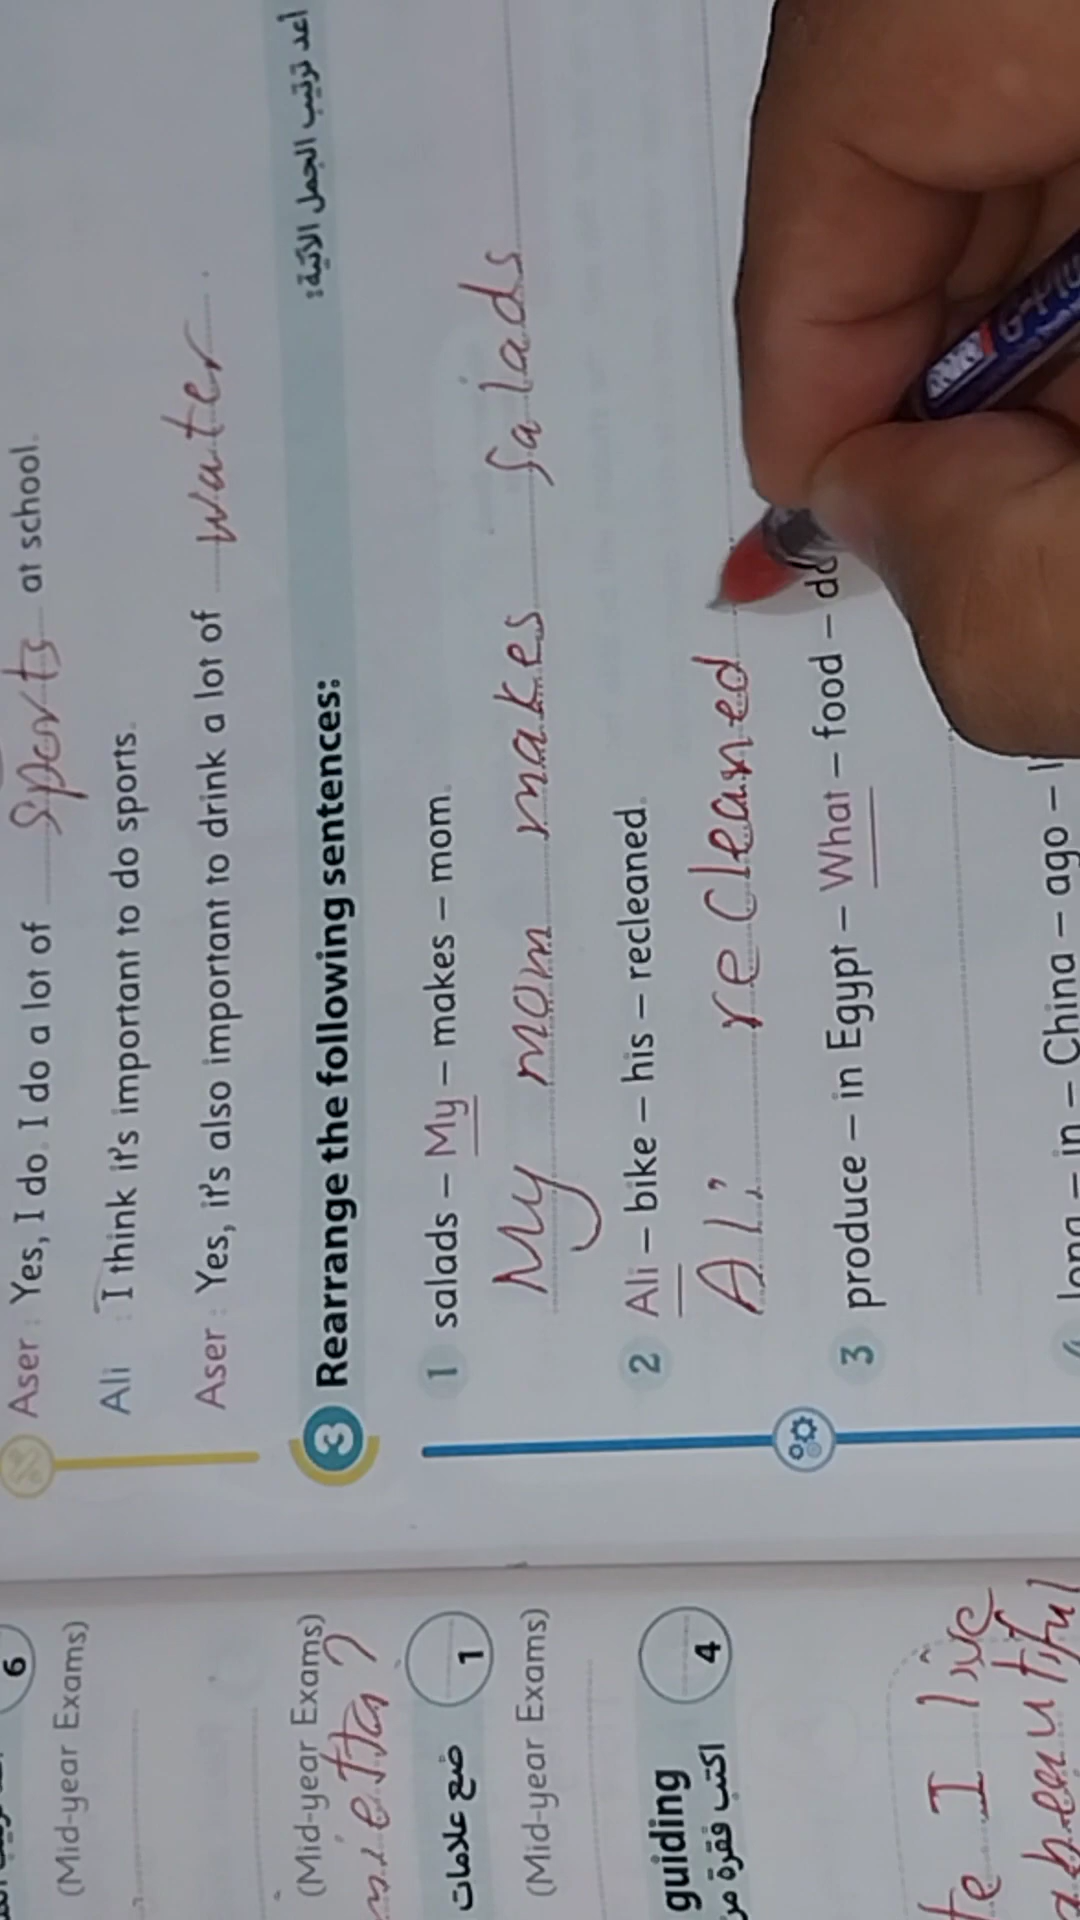 Aser : Yes, I do. I do a lot of sports at school.
Ali : I think it's important to do sports.
Aser : Yes, it's also important to drink a lot of water.
3 Rearrange the following sentences:
أعد ترتيب الجمل الآتية:
1 salads – My – makes – mom.
My mom makes salads
2 Ali – bike – his – recleaned.
Ali recleaned
3 produce – in Egypt – What – food –
long – in – China – ago –
6
(Mid-year Exams)
(Mid-year Exams)
1
ضع علامات
(Mid-year Exams)
4
guiding
اكتب فقرة من
I live